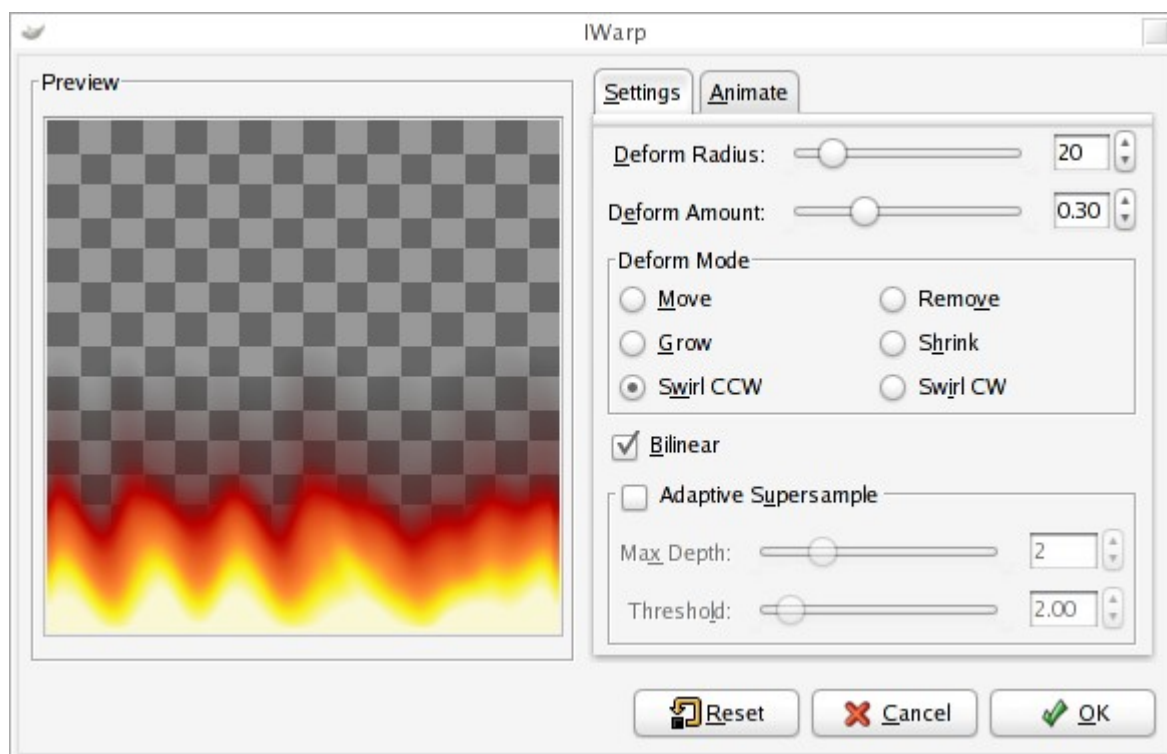 IWarp
Preview
Settings Animate
Deform Radius: 20
Deform Amount: 0.30
Deform Mode
Move Remove
Grow Shrink
Swirl CCW Swirl CW
Bilinear
Adaptive Supersample
Max Depth: 2
Threshold: 2.00
Reset Cancel OK